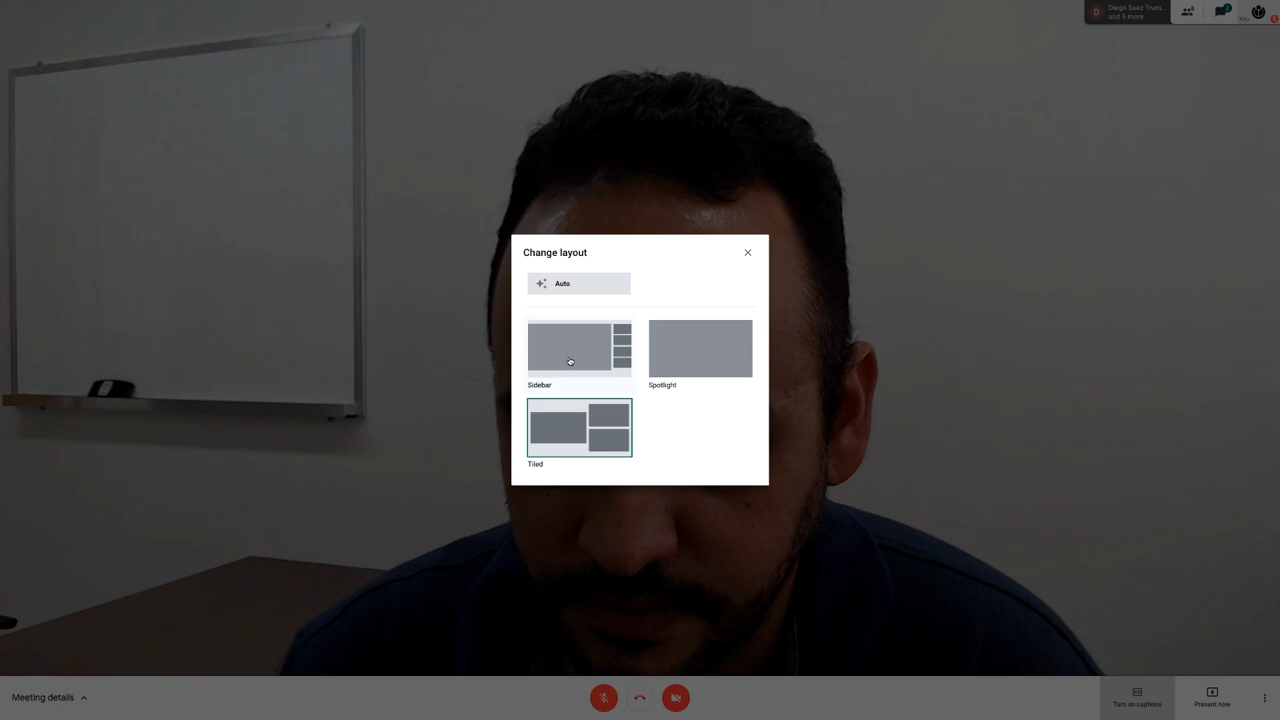 D
Diego Saez Trum...
and 5 more
You
Change layout
Auto
Sidebar
Spotlight
Tiled
Meeting details
Turn on captions
Present now